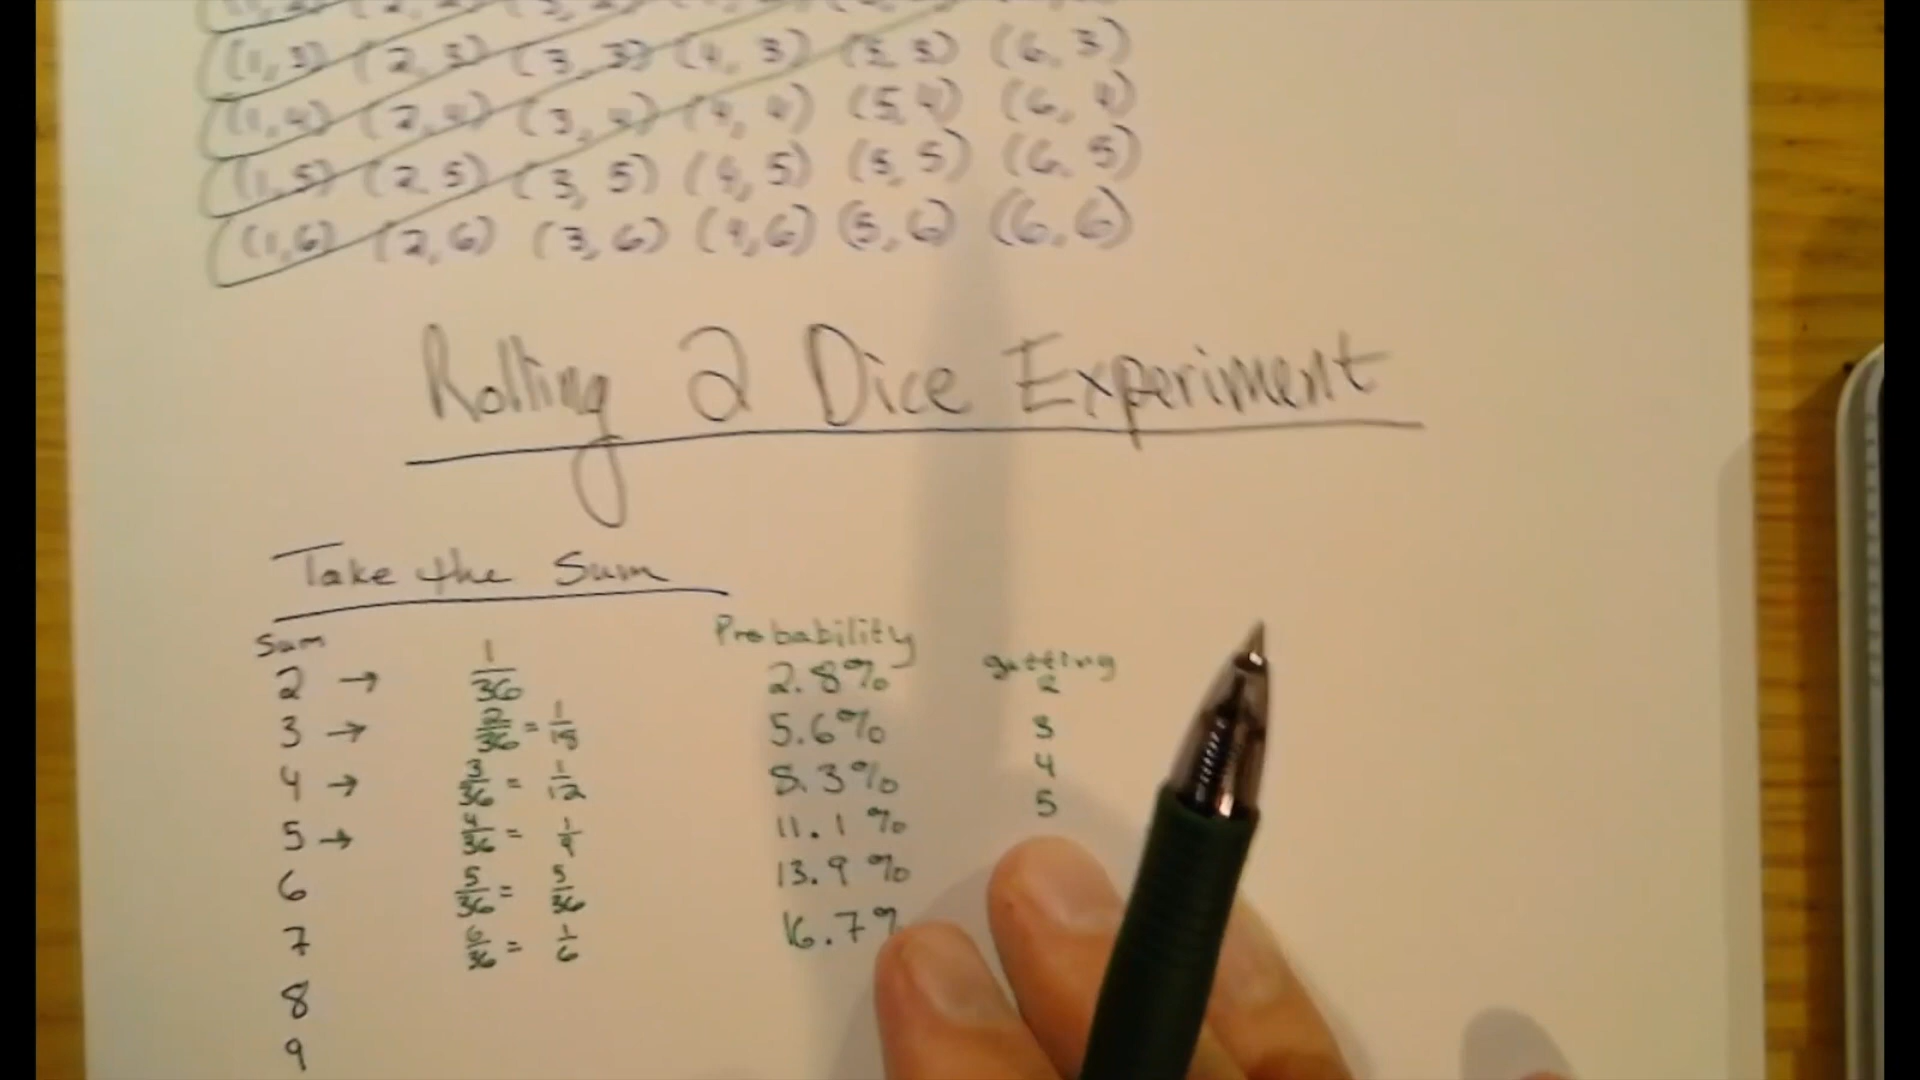 (1,3) (2,3) (3,3) (4,3) (5,3) (6,3)
(1,4) (2,4) (3,4) (4,4) (5,4) (6,4)
(1,5) (2,5) (3,5) (4,5) (5,5) (6,5)
(1,6) (2,6) (3,6) (4,6) (5,6) (6,6)
Rolling 2 Dice Experiment
Take the Sum
Sum Probability getting
2 → 1/36 2.8% 2
3 → 2/36 = 1/18 5.6% 3
4 → 3/36 = 1/12 8.3% 4
5 → 4/36 = 1/9 11.1% 5
6 5/36 = 5/36 13.9%
7 6/36 = 1/6 16.7%
8
9